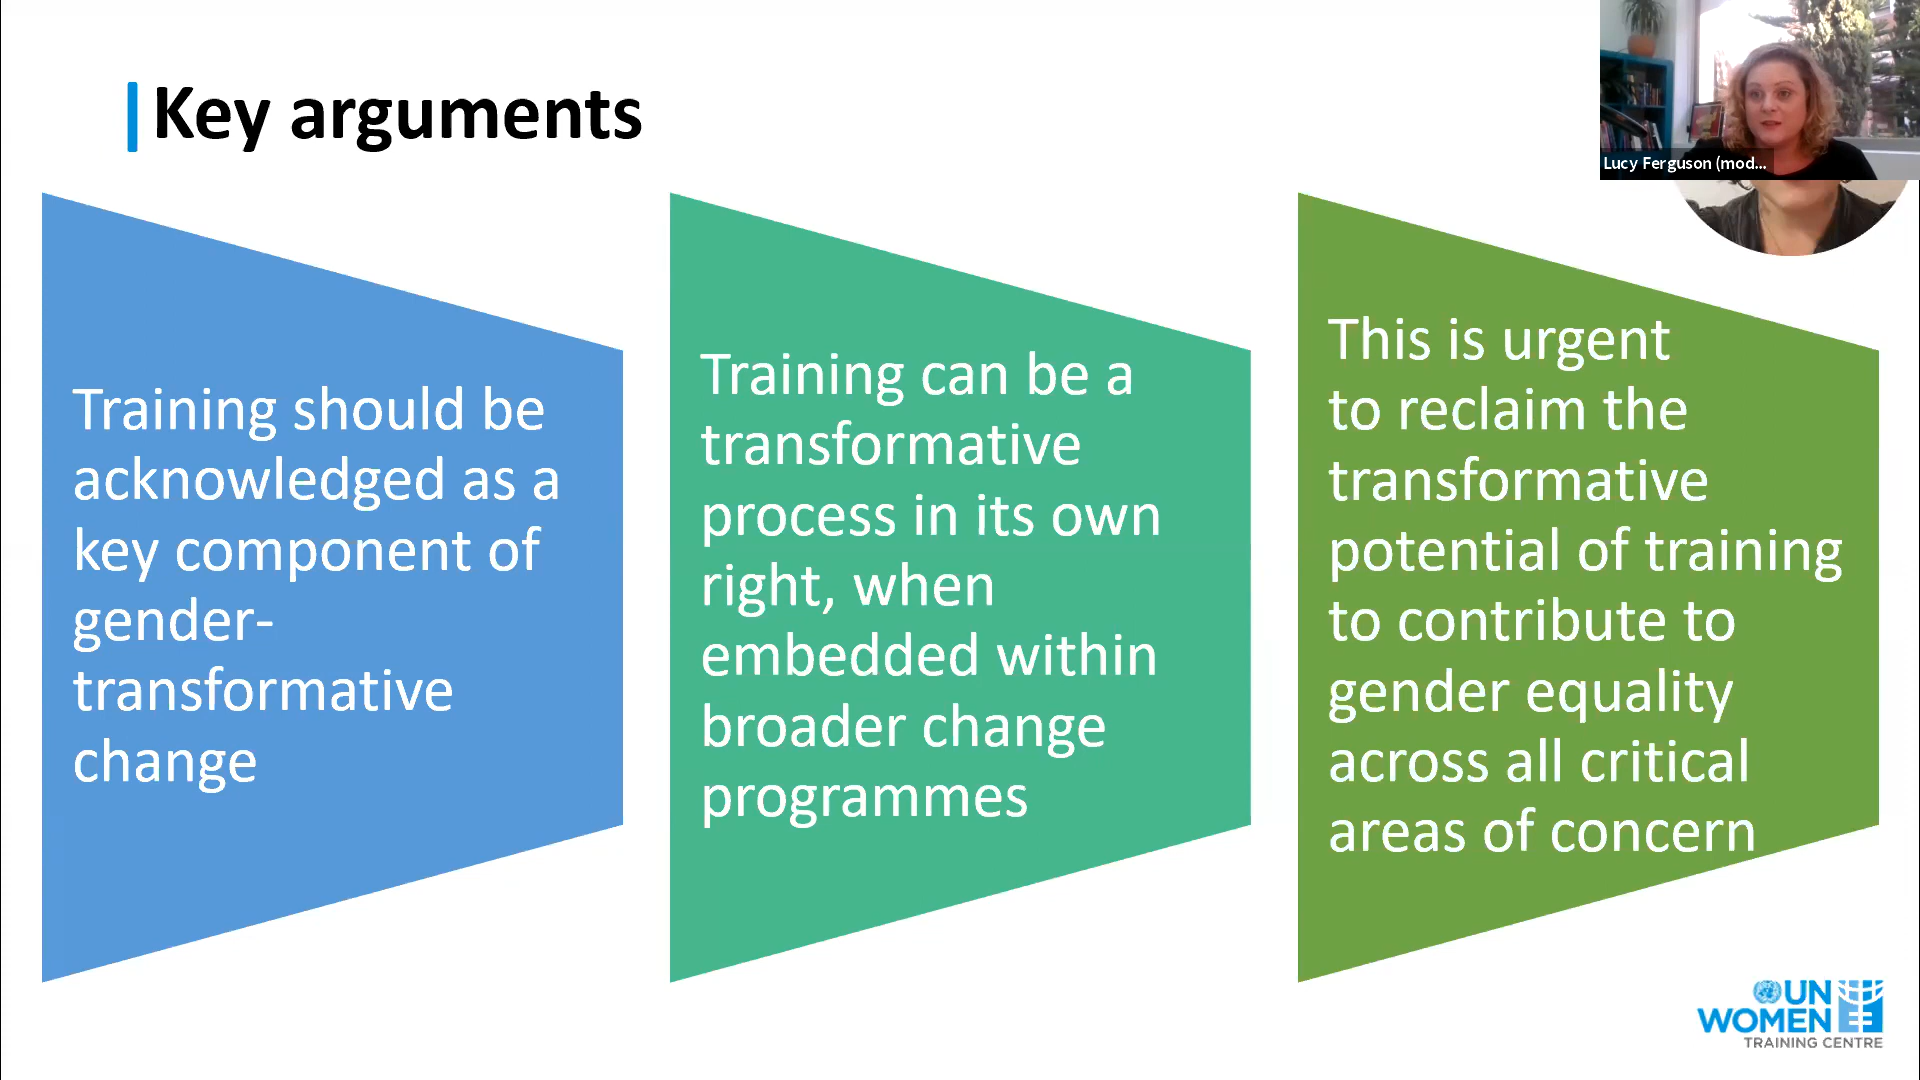 Key arguments
Lucy Ferguson (mod...
Training should be
acknowledged as a
key component of
gender-
transformative
change
Training can be a
transformative
process in its own
right, when
embedded within
broader change
programmes
This is urgent
to reclaim the
transformative
potential of training
to contribute to
gender equality
across all critical
areas of concern
UN
WOMEN
TRAINING CENTRE